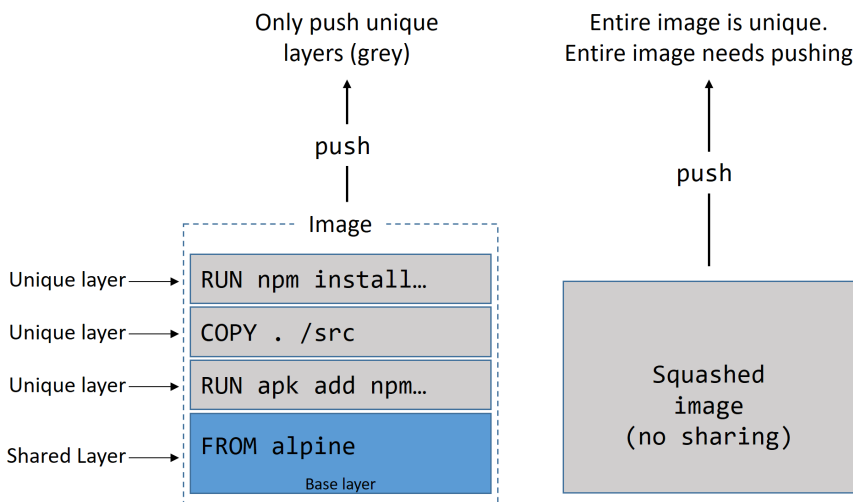 Only push unique
layers (grey)
push
Image
Unique layer
RUN npm install…
Unique layer
COPY . /src
Unique layer
RUN apk add npm…
Shared Layer
FROM alpine
Base layer
Entire image is unique.
Entire image needs pushing
push
Squashed
image
(no sharing)